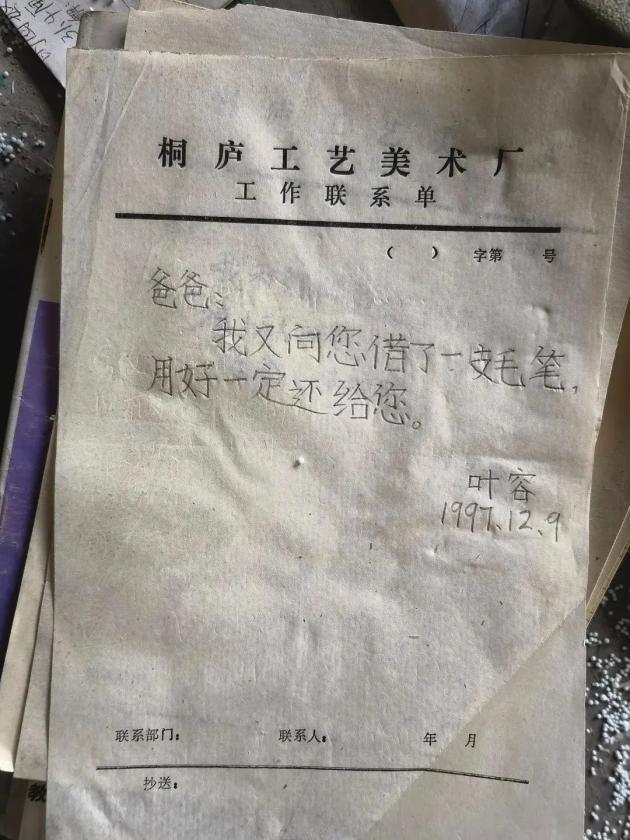 桐庐工艺美术厂
工作联系单
（ ） 字第 号
爸爸：
我又向您借了一支毛笔，
用好一定还给您。
叶容
1997.12.9
联系部门： 联系人： 年 月
抄送：
教